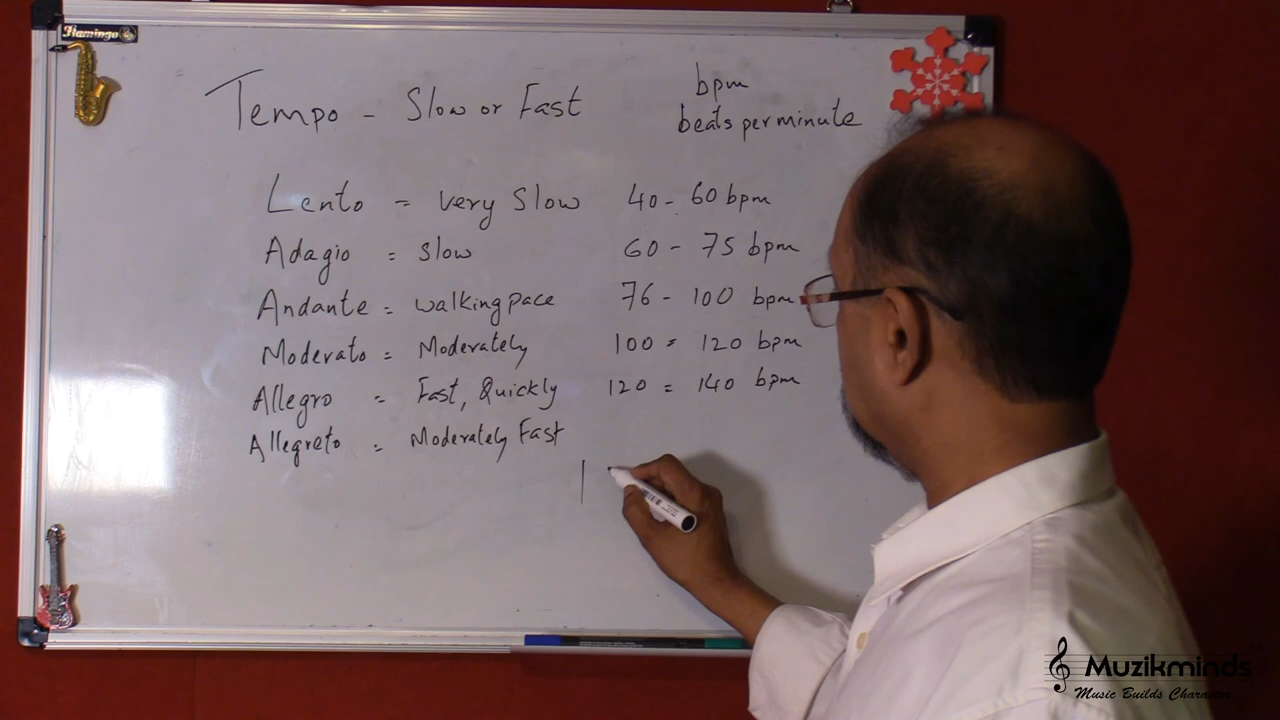 Flamingo
Tempo - Slow or Fast
bpm
beats per minute
Lento = very slow 40 - 60 bpm
Adagio = slow 60 - 75 bpm
Andante = walking pace 76 - 100 bpm
Moderato = Moderately 100 = 120 bpm
Allegro = Fast, Quickly 120 = 140 bpm
Allegreto = Moderately Fast
1
Muzikminds
Music Builds Character